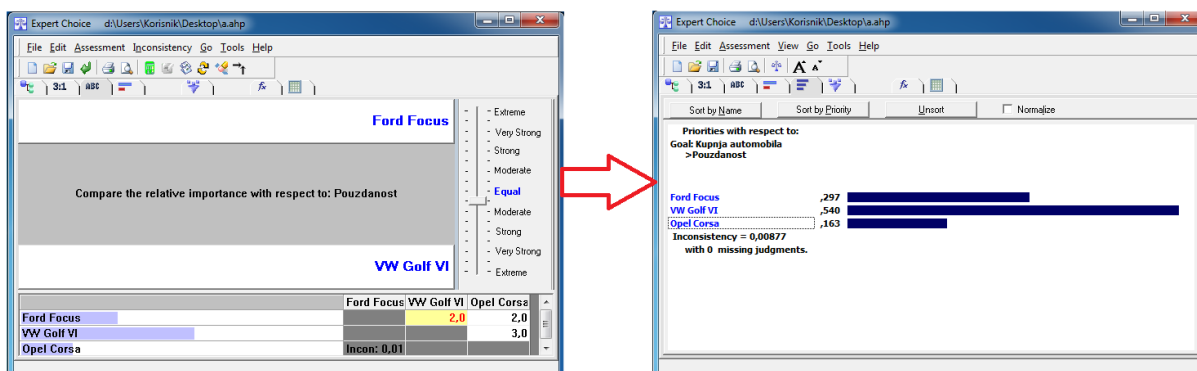 Expert Choice d:\Users\Korisnik\Desktop\a.ahp
File Edit Assessment Inconsistency Go Tools Help
3:1 ABC fx
Ford Focus
Compare the relative importance with respect to: Pouzdanost
VW Golf VI
Extreme
Very Strong
Strong
Moderate
Equal
Moderate
Strong
Very Strong
Extreme
Ford Focus VW Golf VI Opel Corsa
Ford Focus 2,0 2,0
VW Golf VI 3,0
Opel Corsa Incon: 0,01
Expert Choice d:\Users\Korisnik\Desktop\a.ahp
File Edit Assessment View Go Tools Help
A A
3:1 ABC fx
Sort by Name Sort by Priority Unsort Normalize
Priorities with respect to:
Goal: Kupnja automobila
>Pouzdanost
Ford Focus ,297
VW Golf VI ,540
Opel Corsa ,163
Inconsistency = 0,00877
with 0 missing judgments.